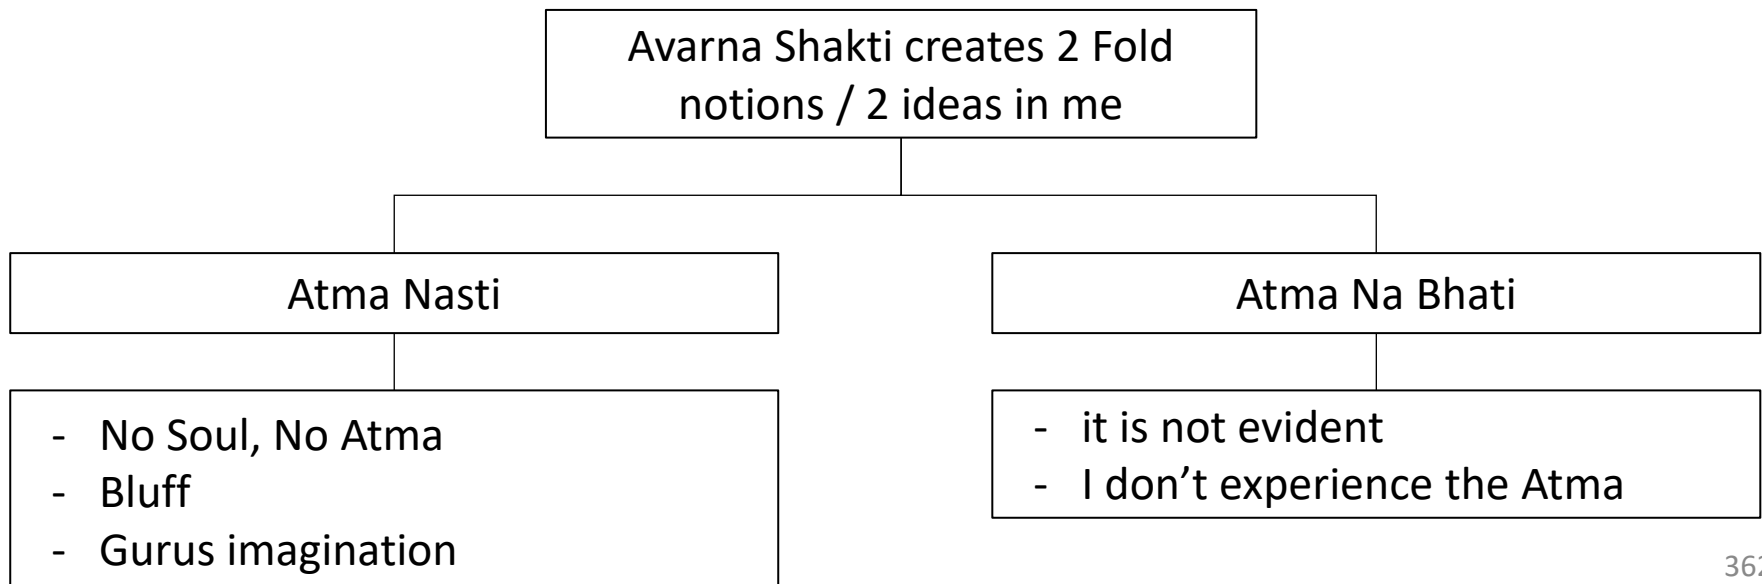 Avarna Shakti creates 2 Fold
notions / 2 ideas in me
Atma Nasti
Atma Na Bhati
- No Soul, No Atma
- Bluff
- Gurus imagination
- it is not evident
- I don’t experience the Atma
362